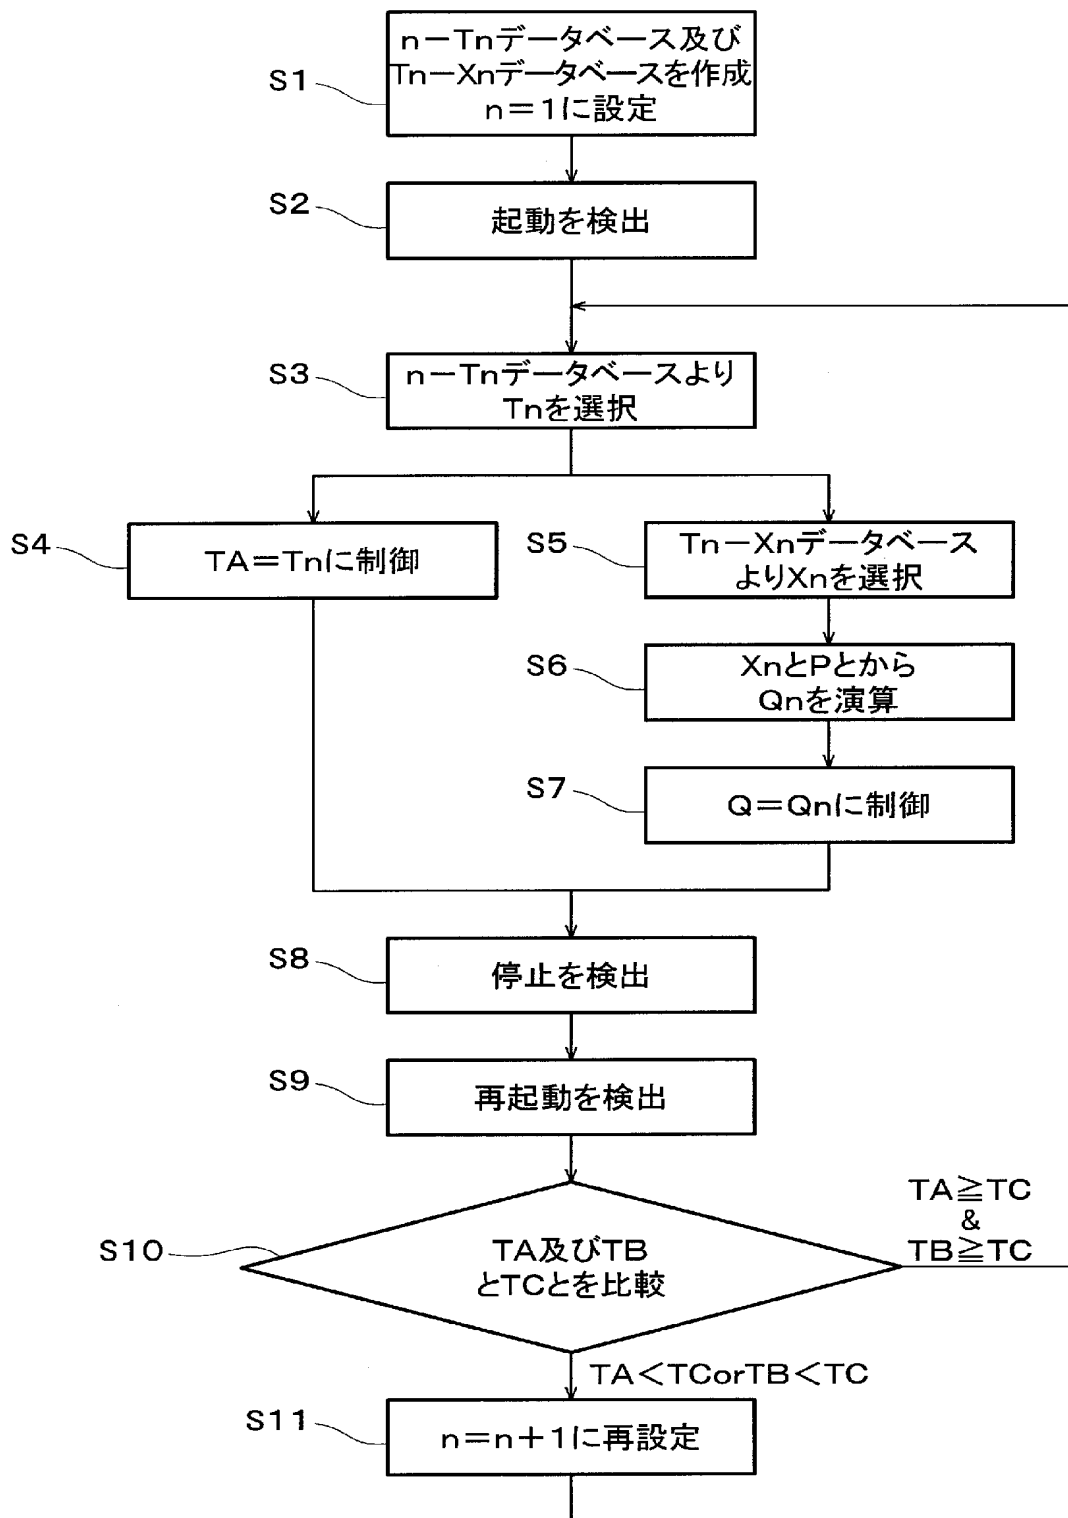 S1
n－Tnデータベース及び
Tn－Xnデータベースを作成
n＝1に設定
S2
起動を検出
S3
n－Tnデータベースより
Tnを選択
S4
TA＝Tnに制御
S5
Tn－Xnデータベース
よりXnを選択
S6
XnとPとから
Qnを演算
S7
Q＝Qnに制御
S8
停止を検出
S9
再起動を検出
S10
TA及びTB
とTCとを比較
TA≧TC
&
TB≧TC
TA＜TCorTB＜TC
S11
n＝n＋1に再設定